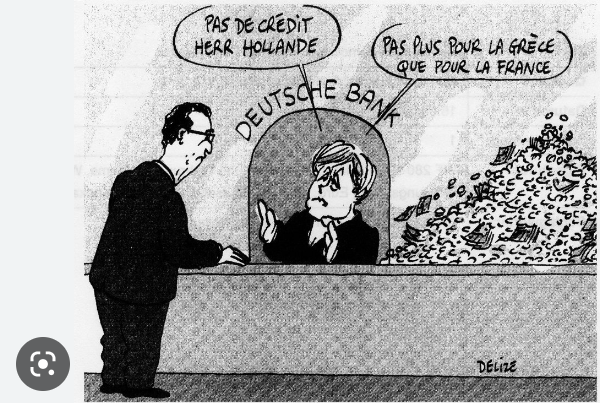 PAS DE CRÉDIT
HERR HOLLANDE
PAS PLUS POUR LA GRÈCE
QUE POUR LA FRANCE
DEUTSCHE BANK
DELIZE